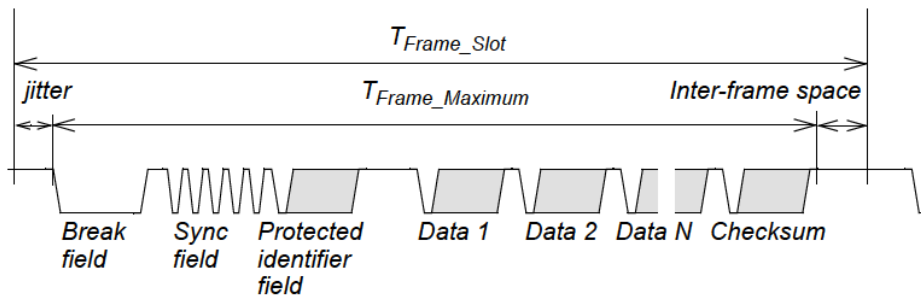 T_Frame_Slot
jitter
T_Frame_Maximum
Inter-frame space
Break
field
Sync
field
Protected
identifier
field
Data 1
Data 2
Data N
Checksum